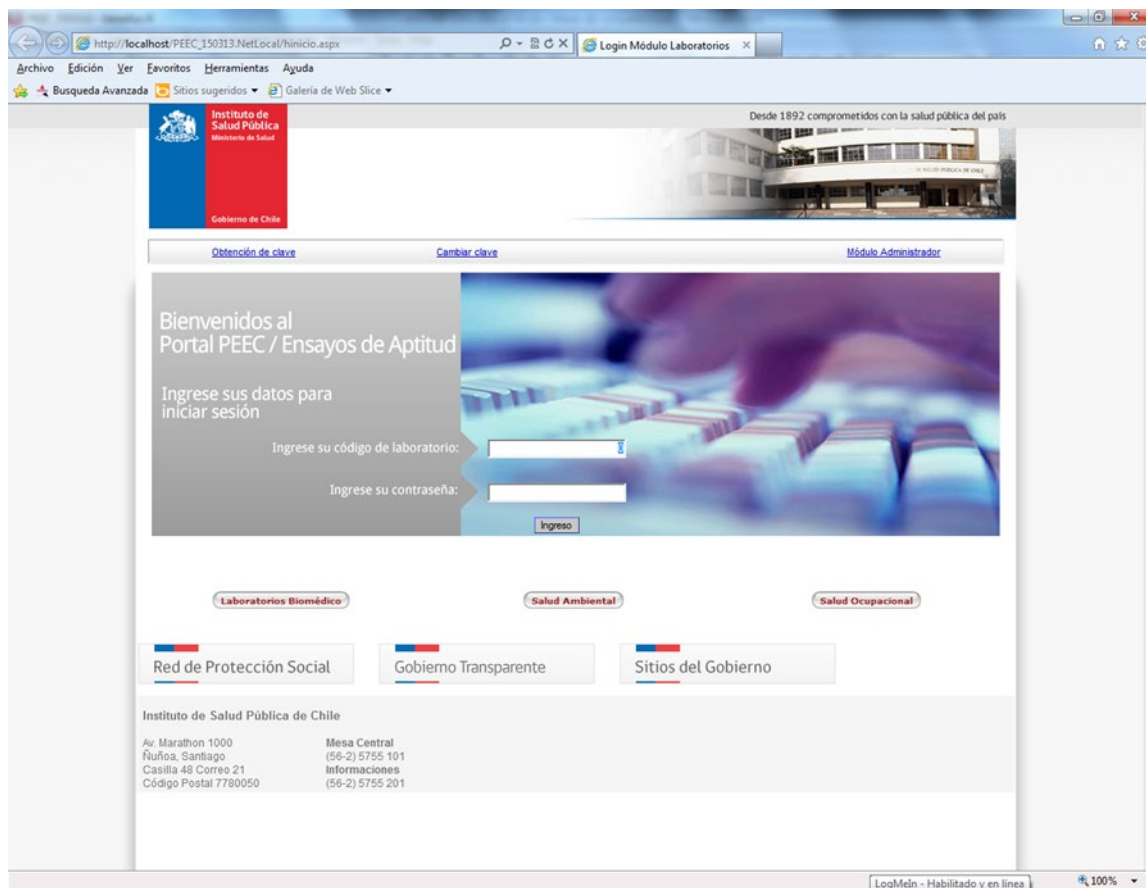 http://localhost/PEEC_150313.NetLocal/hinicio.aspx
Login Módulo Laboratorios
Archivo Edición Ver Favoritos Herramientas Ayuda
Busqueda Avanzada Sitios sugeridos Galería de Web Slice
Instituto de
Salud Pública
Ministerio de Salud
Gobierno de Chile
Desde 1892 comprometidos con la salud pública del país
Obtención de clave Cambiar clave Módulo Administrador
Bienvenidos al
Portal PEEC / Ensayos de Aptitud
Ingrese sus datos para
iniciar sesión
Ingrese su código de laboratorio: 0
Ingrese su contraseña:
Ingreso
Laboratorios Biomédico Salud Ambiental Salud Ocupacional
Red de Protección Social Gobierno Transparente Sitios del Gobierno
Instituto de Salud Pública de Chile
Av. Marathon 1000
Ñuñoa, Santiago
Casilla 48 Correo 21
Código Postal 7780050
Mesa Central
(56-2) 5755 101
Informaciones
(56-2) 5755 201
LogMeIn - Habilitado y en línea
100%